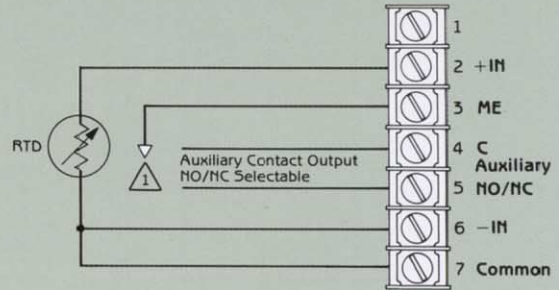 1
2 +IN
3 ME
RTD
4 C
Auxiliary
Auxiliary Contact Output
NO/NC Selectable
1
5 NO/NC
6 −IN
7 Common